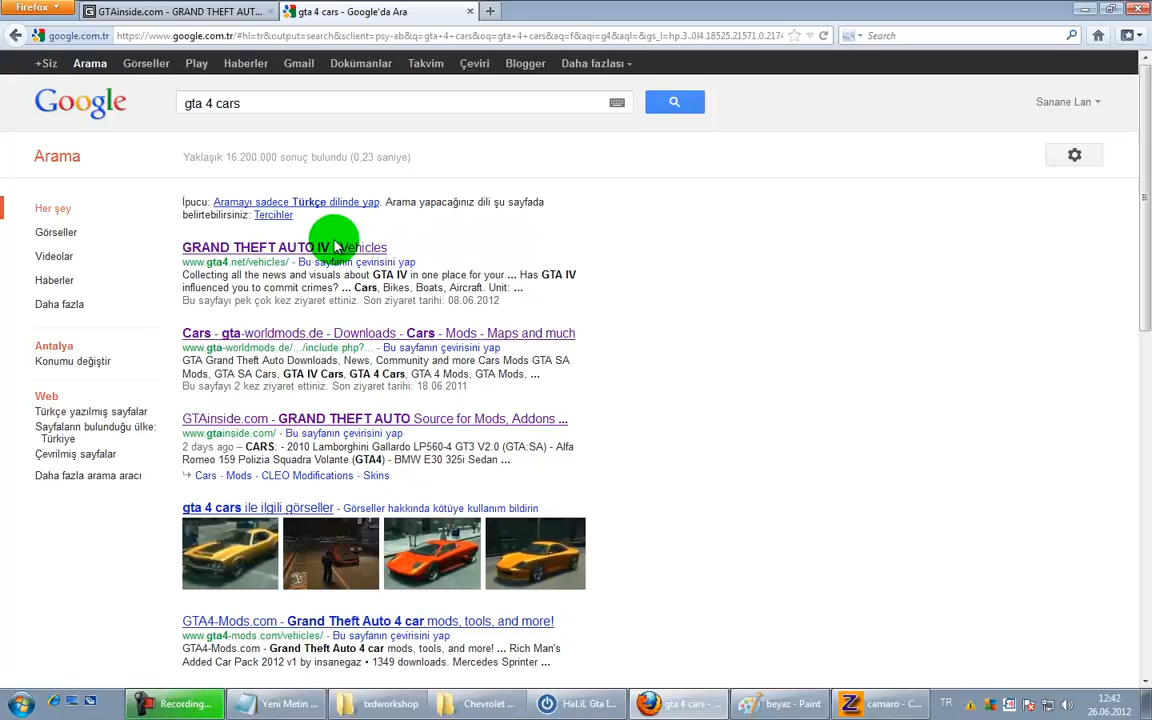 Firefox
GTAinside.com - GRAND THEFT AUT...
gta 4 cars - Google'da Ara
google.com.tr
https://www.google.com.tr/#hl=tr&output=search&sclient=psy-ab&q=gta+4+cars&oq=gta+4+cars&aq=f&aqi=g4&aql=&gs_l=hp.3..0l4.18525.21571.0.2174
Search
+Siz Arama Görseller Play Haberler Gmail Dokümanlar Takvim Çeviri Blogger Daha fazlası
Google
gta 4 cars
Sanane Lan
Arama
Yaklaşık 16.200.000 sonuç bulundu (0,23 saniye)
Her şey
Görseller
Videolar
Haberler
Daha fazla
Antalya
Konumu değiştir
Web
Türkçe yazılmış sayfalar
Sayfaların bulunduğu ülke:
Türkiye
Çevrilmiş sayfalar
Daha fazla arama aracı
İpucu: Aramayı sadece Türkçe dilinde yap. Arama yapacağınız dili şu sayfada
belirtebilirsiniz: Tercihler
GRAND THEFT AUTO IV Vehicles
www.gta4.net/vehicles/ - Bu sayfanın çevirisini yap
Collecting all the news and visuals about GTA IV in one place for your ... Has GTA IV
influenced you to commit crimes? ... Cars, Bikes, Boats, Aircraft. Unit: ...
Bu sayfayı pek çok kez ziyaret ettiniz. Son ziyaret tarihi: 08.06.2012
Cars - gta-worldmods.de - Downloads - Cars - Mods - Maps and much
www.gta-worldmods.de/.../include.php?... - Bu sayfanın çevirisini yap
GTA Grand Theft Auto Downloads, News, Community and more Cars Mods GTA SA
Mods, GTA SA Cars, GTA IV Cars, GTA 4 Cars, GTA 4 Mods, GTA Mods, ...
Bu sayfayı 2 kez ziyaret ettiniz. Son ziyaret tarihi: 18.06.2011
GTAinside.com - GRAND THEFT AUTO Source for Mods, Addons ...
www.gtainside.com/ - Bu sayfanın çevirisini yap
2 days ago – CARS: - 2010 Lamborghini Gallardo LP560-4 GT3 V2.0 (GTA:SA) - Alfa
Romeo 159 Polizia Squadra Volante (GTA4) - BMW E30 325i Sedan ...
Cars - Mods - CLEO Modifications - Skins
gta 4 cars ile ilgili görseller - Görseller hakkında kötüye kullanım bildirin
GTA4-Mods.com - Grand Theft Auto 4 car mods, tools, and more!
www.gta4-mods.com/vehicles/ - Bu sayfanın çevirisini yap
GTA4-Mods.com - Grand Theft Auto 4 car mods, tools, and more! ... Rich Man's
Added Car Pack 2012 v1 by insanegaz • 1349 downloads. Mercedes Sprinter ...
Recording... Yeni Metin ... txdworkshop Chevrolet ... HaLiL Gta İ... gta 4 cars - ... beyaz - Paint camaro - C... TR 12:42
26.06.2012